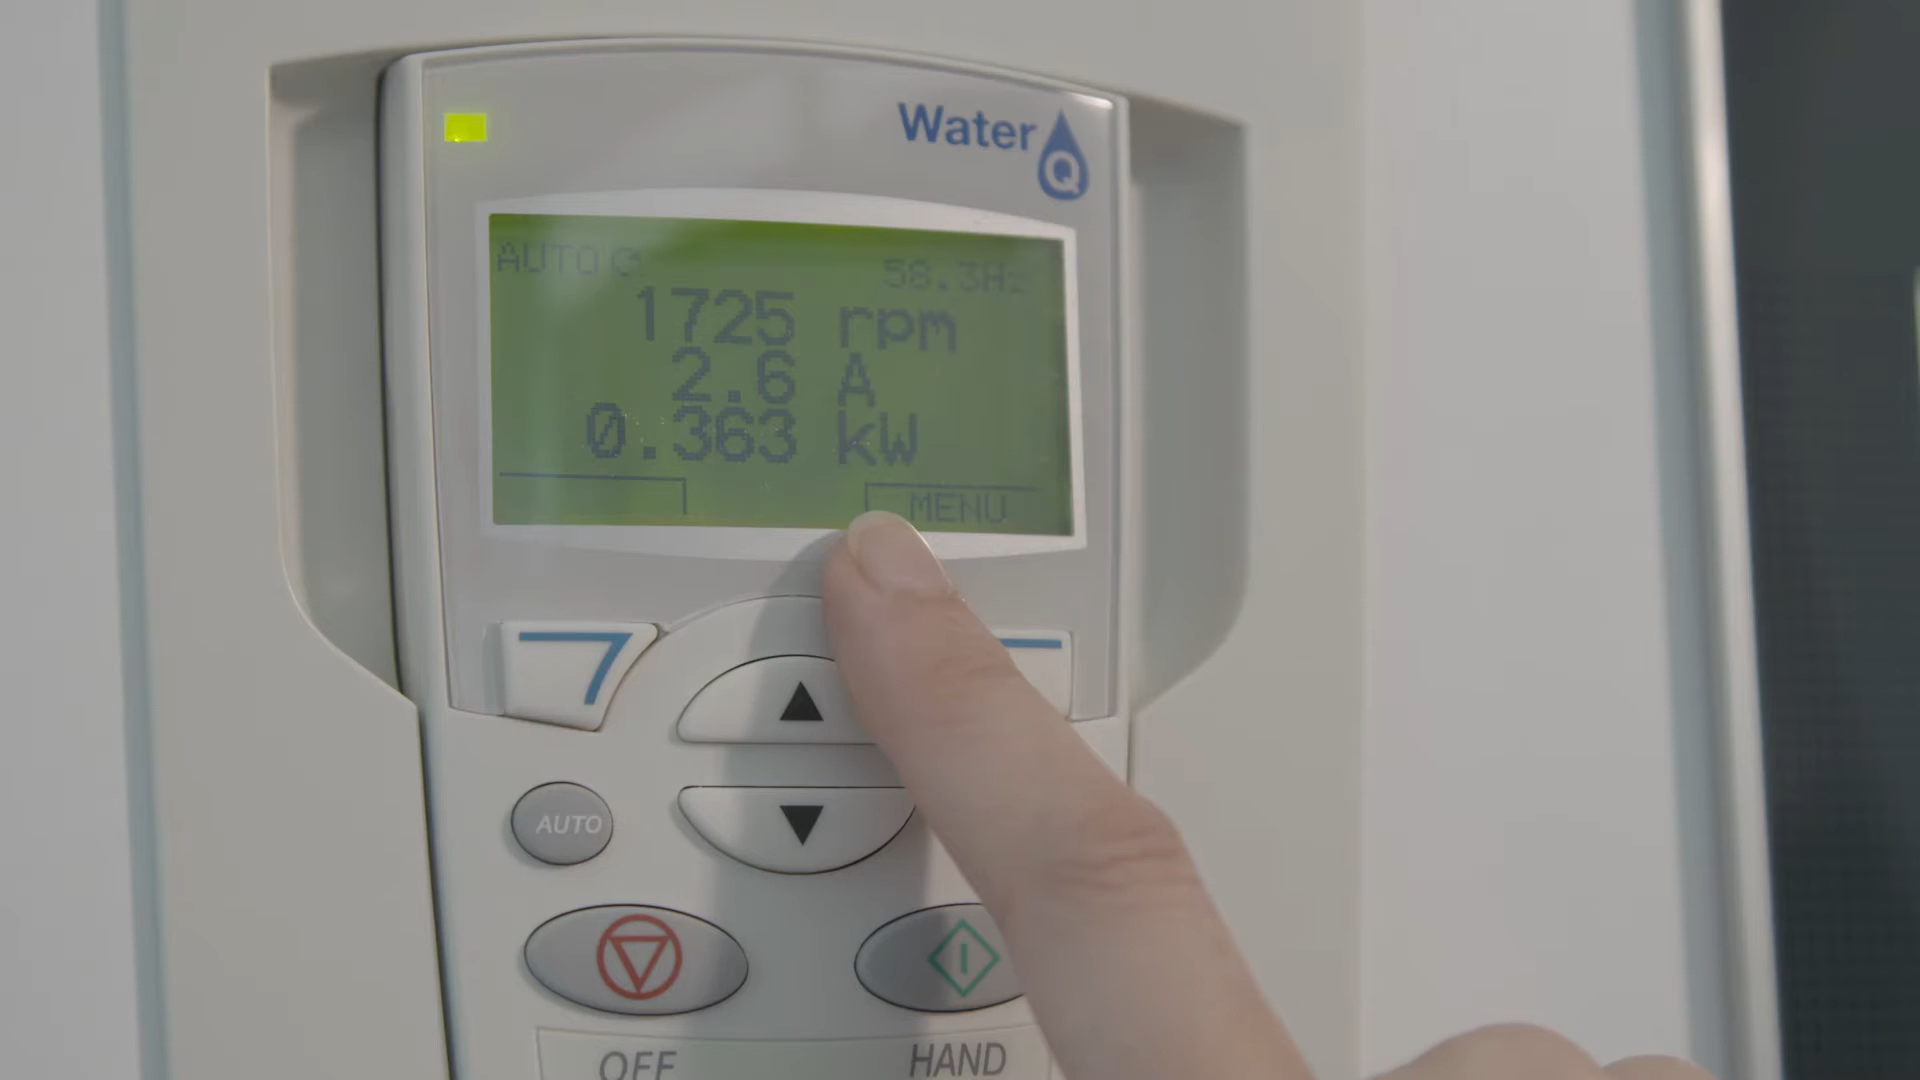 Water
Q
AUTO 58.3Hz
1725 rpm
2.6 A
0.363 kW
MENU
AUTO
OFF HAND